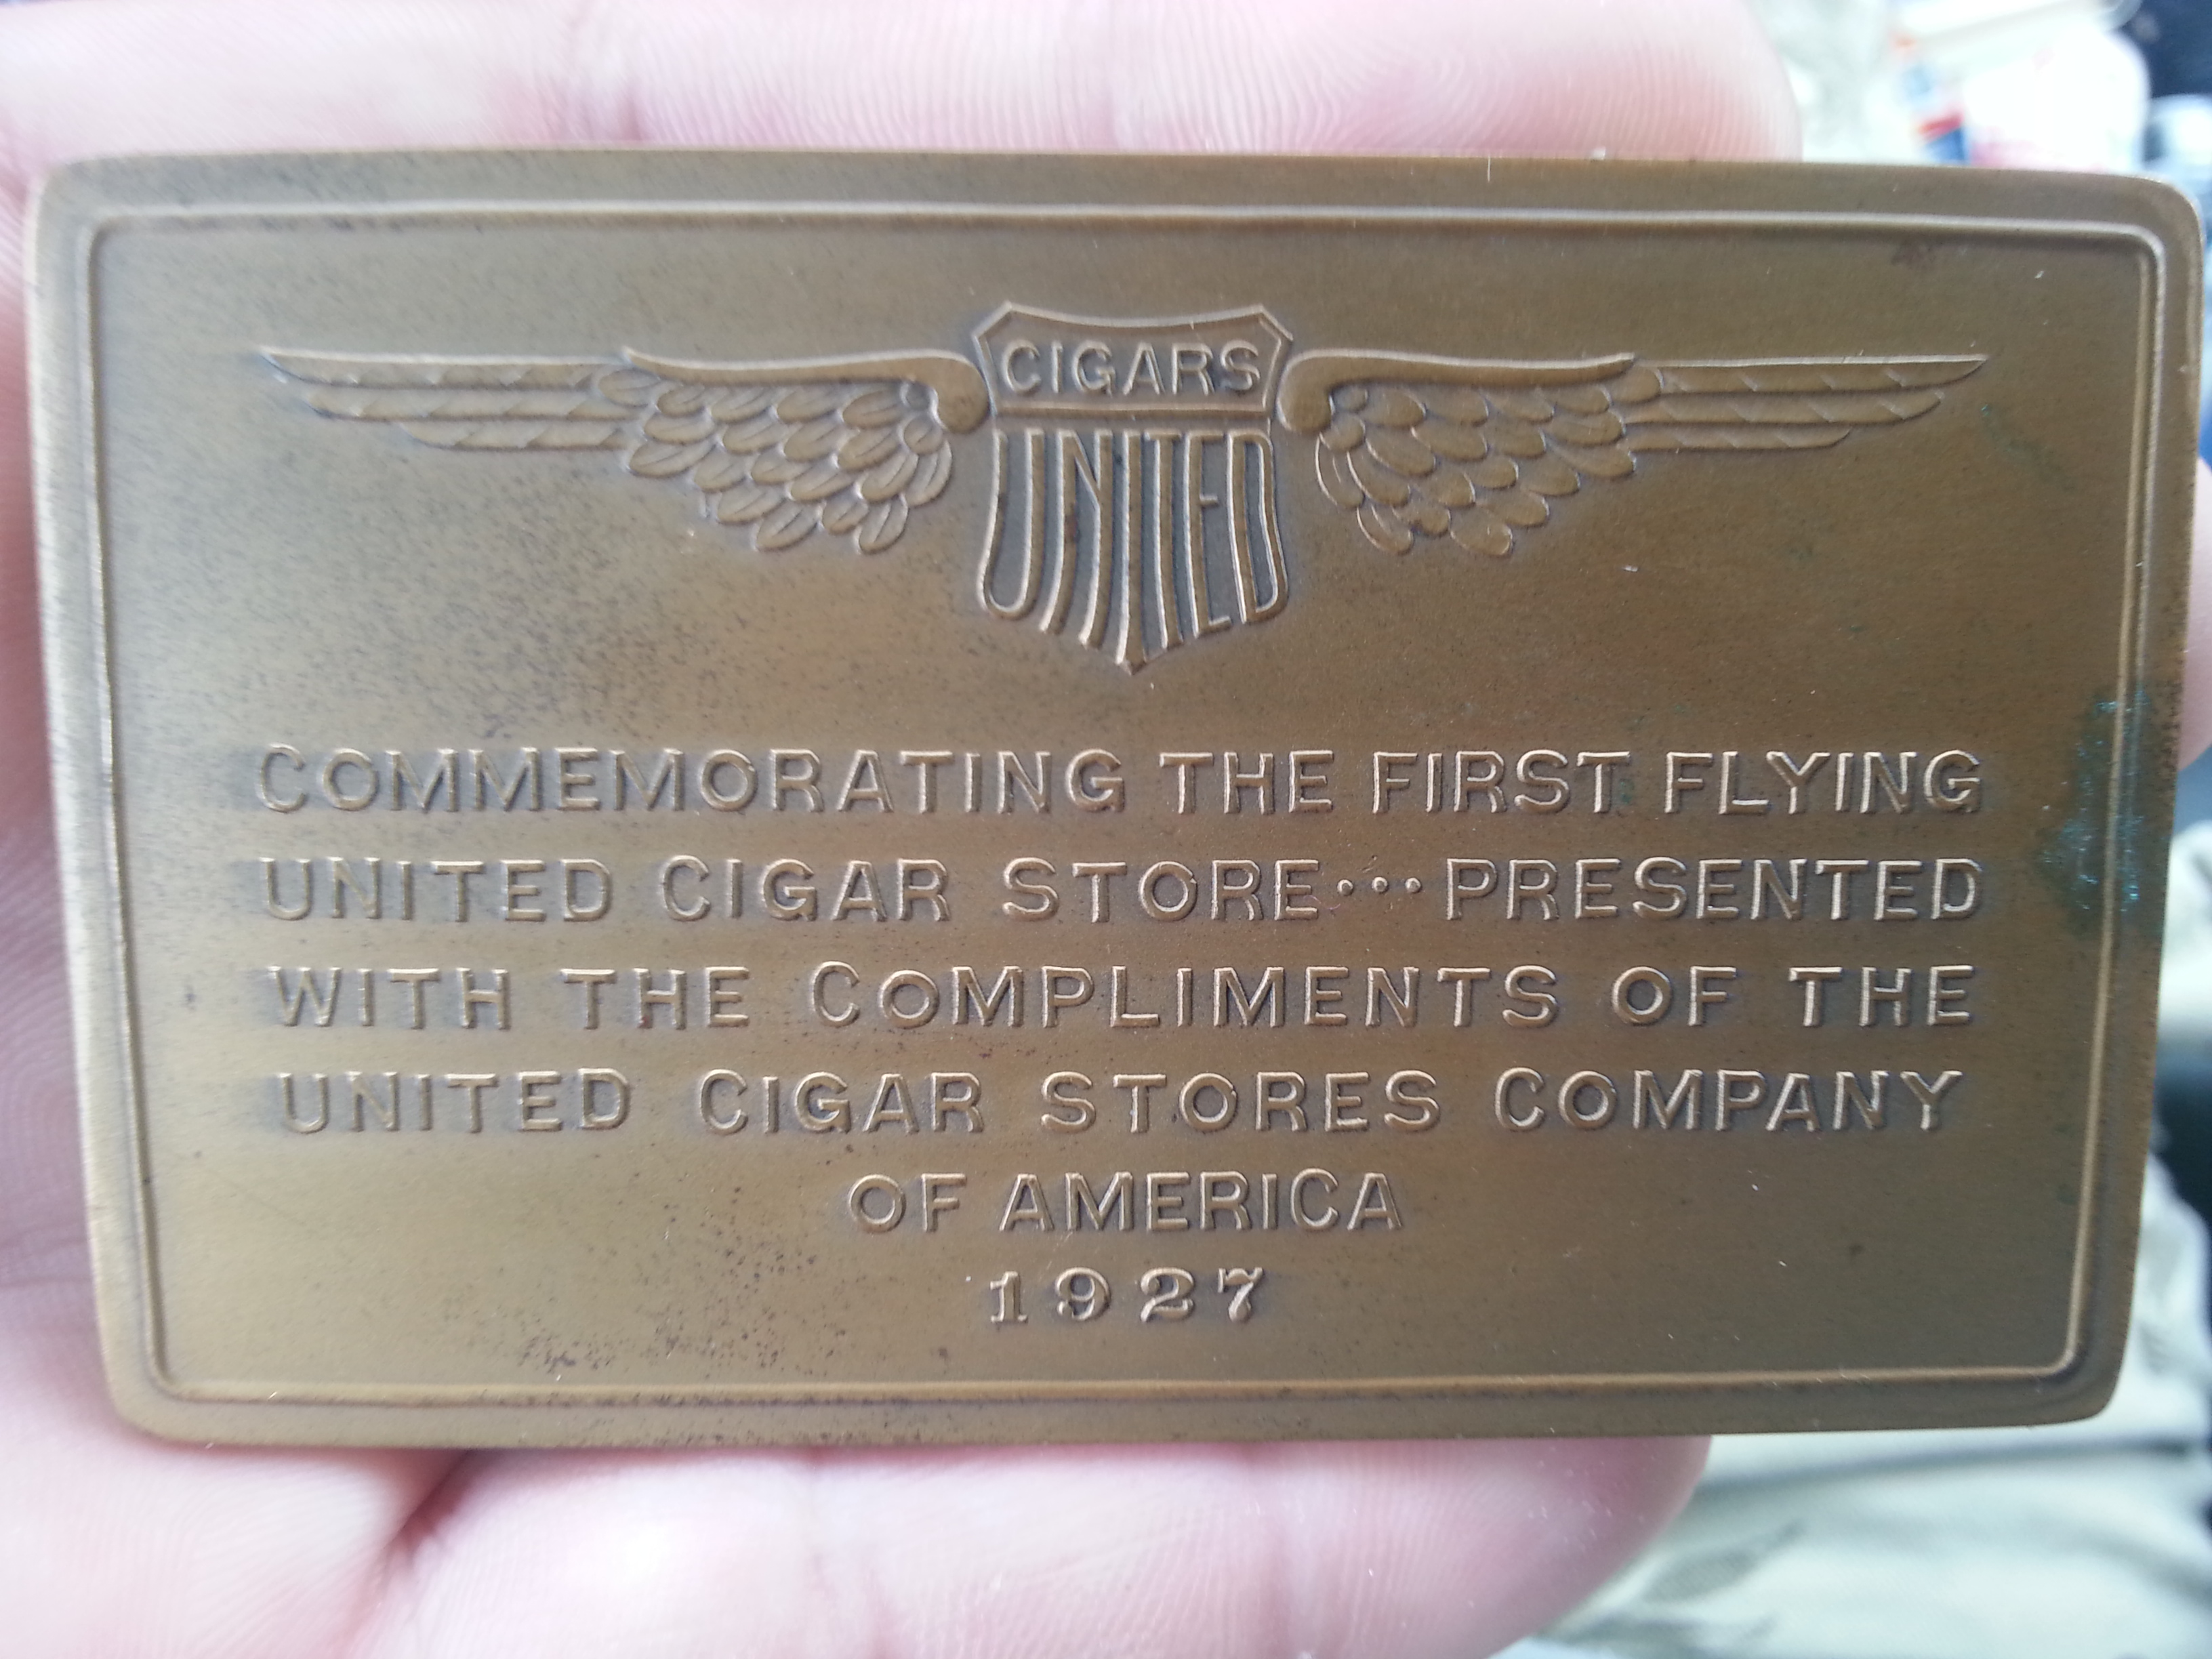 CIGARS
UNITED
COMMEMORATING THE FIRST FLYING
UNITED CIGAR STORE···PRESENTED
WITH THE COMPLIMENTS OF THE
UNITED CIGAR STORES COMPANY
OF AMERICA
1927